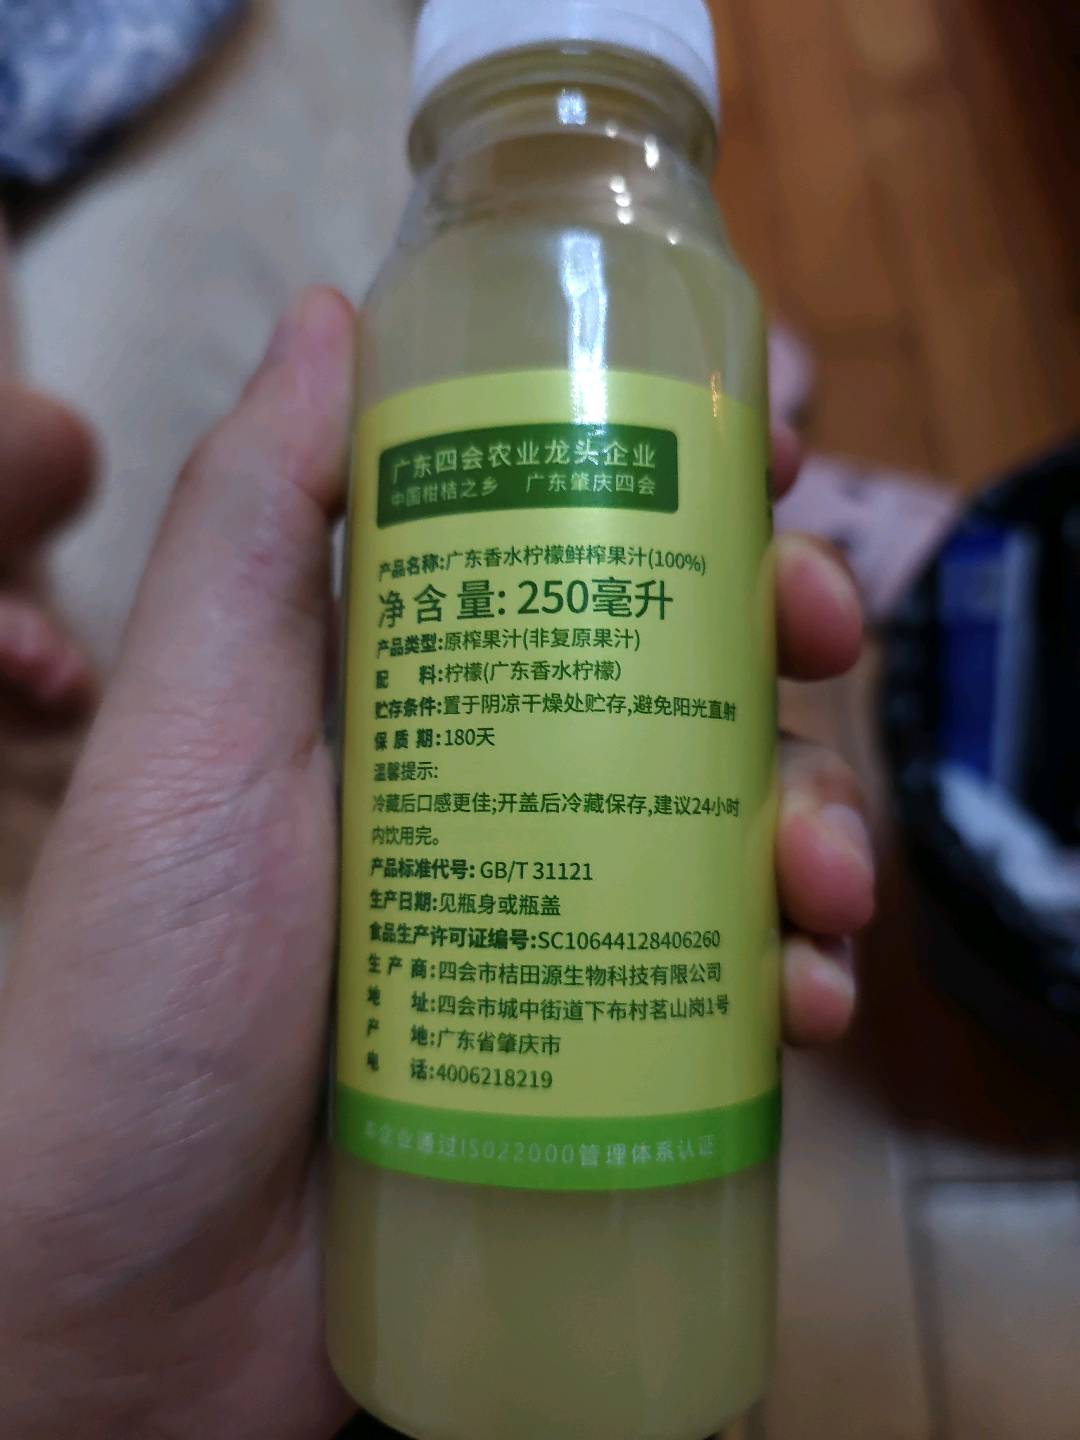 广东四会农业龙头企业
中国柑桔之乡 广东肇庆四会
产品名称:广东香水柠檬鲜榨果汁(100%)
净含量: 250毫升
产品类型:原榨果汁(非复原果汁)
配 料:柠檬(广东香水柠檬)
贮存条件:置于阴凉干燥处贮存,避免阳光直射
保质期:180天
温馨提示:
冷藏后口感更佳;开盖后冷藏保存,建议24小时
内饮用完。
产品标准代号: GB/T 31121
生产日期:见瓶身或瓶盖
食品生产许可证编号:SC10644128406260
生产商:四会市桔田源生物科技有限公司
地 址:四会市城中街道下布村茗山岗1号
产 地:广东省肇庆市
电 话:4006218219
本企业通过ISO22000管理体系认证